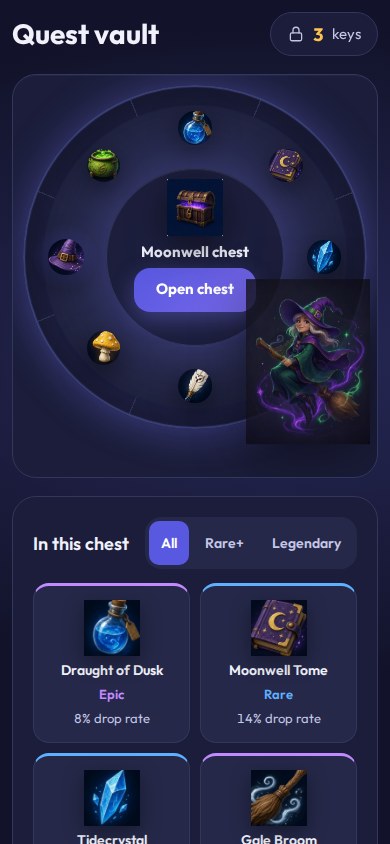 Quest vault
3 keys
Moonwell chest
Open chest
In this chest
All
Rare+
Legendary
Draught of Dusk
Epic
8% drop rate
Moonwell Tome
Rare
14% drop rate
Tidecrystal
Gale Broom